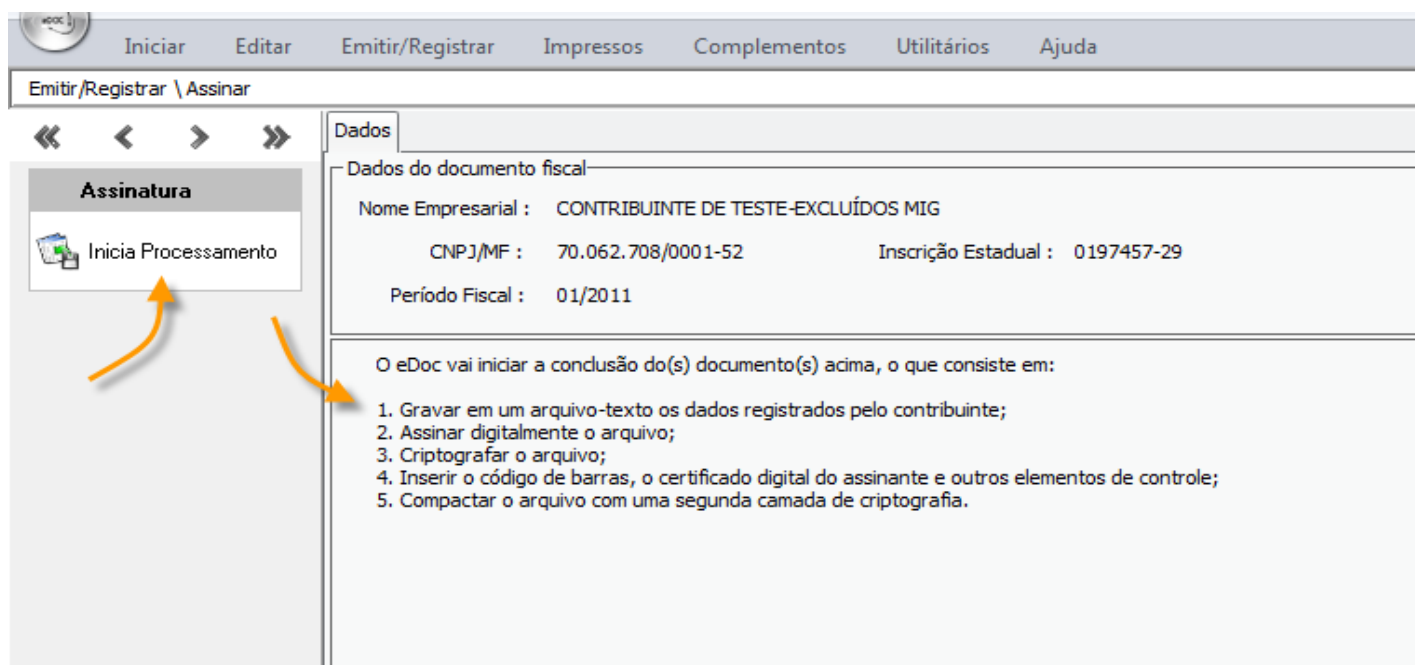 eDOC
Iniciar Editar Emitir/Registrar Impressos Complementos Utilitários Ajuda
Emitir/Registrar \ Assinar
Assinatura
Inicia Processamento
Dados
Dados do documento fiscal
Nome Empresarial : CONTRIBUINTE DE TESTE-EXCLUÍDOS MIG
CNPJ/MF : 70.062.708/0001-52 Inscrição Estadual : 0197457-29
Período Fiscal : 01/2011
O eDoc vai iniciar a conclusão do(s) documento(s) acima, o que consiste em:
1. Gravar em um arquivo-texto os dados registrados pelo contribuinte;
2. Assinar digitalmente o arquivo;
3. Criptografar o arquivo;
4. Inserir o código de barras, o certificado digital do assinante e outros elementos de controle;
5. Compactar o arquivo com uma segunda camada de criptografia.